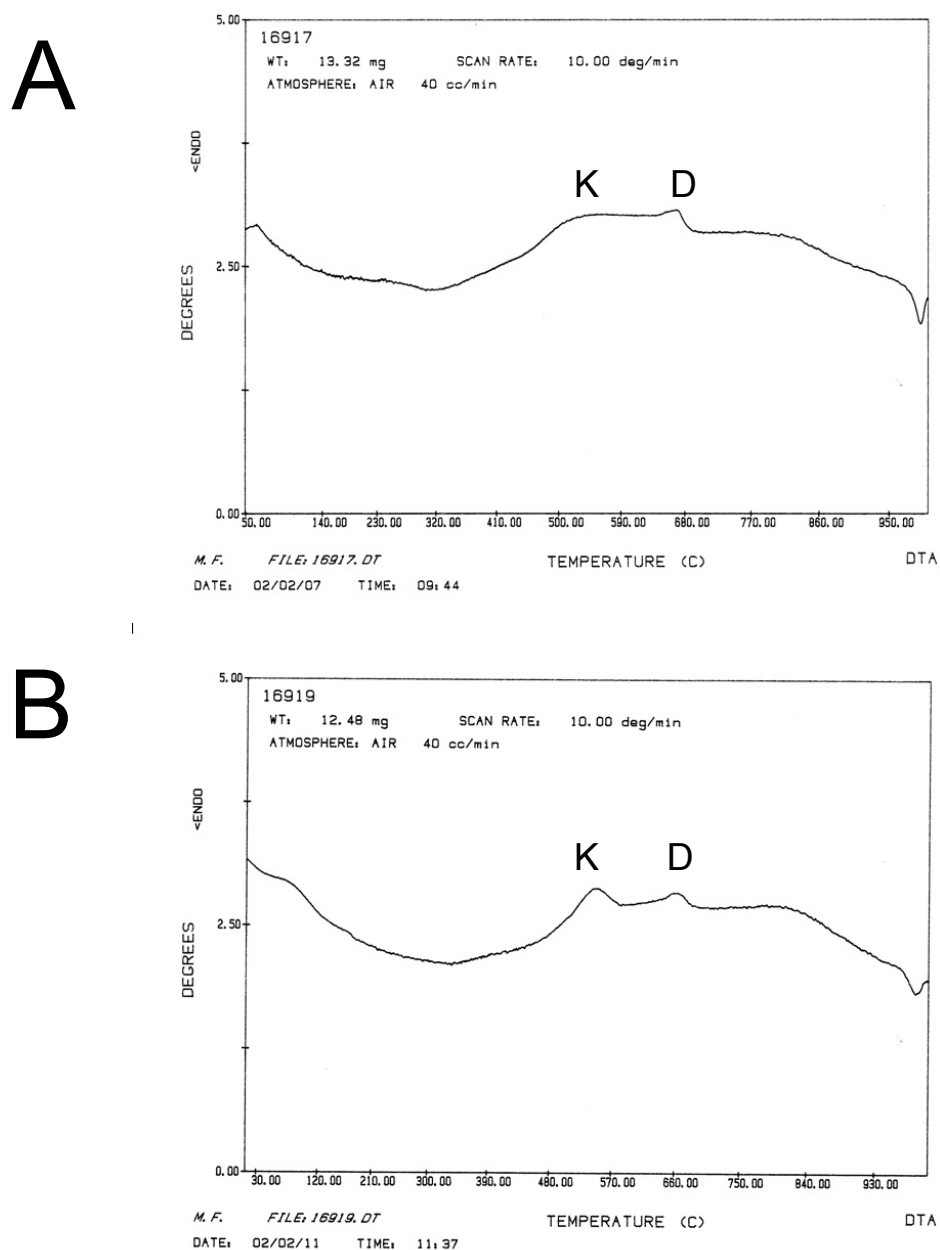 A
5.00
16917
WT: 13.32 mg SCAN RATE: 10.00 deg/min
ATMOSPHERE: AIR 40 cc/min
<ENDO
K D
2.50
DEGREES
0.00
50.00 140.00 230.00 320.00 410.00 500.00 590.00 680.00 770.00 860.00 950.00
M.F. FILE: 16917.DT TEMPERATURE (C) DTA
DATE: 02/02/07 TIME: 09:44
B
5.00
16919
WT: 12.48 mg SCAN RATE: 10.00 deg/min
ATMOSPHERE: AIR 40 cc/min
<ENDO
K D
2.50
DEGREES
0.00
30.00 120.00 210.00 300.00 390.00 480.00 570.00 660.00 750.00 840.00 930.00
M.F. FILE: 16919.DT TEMPERATURE (C) DTA
DATE: 02/02/11 TIME: 11:37